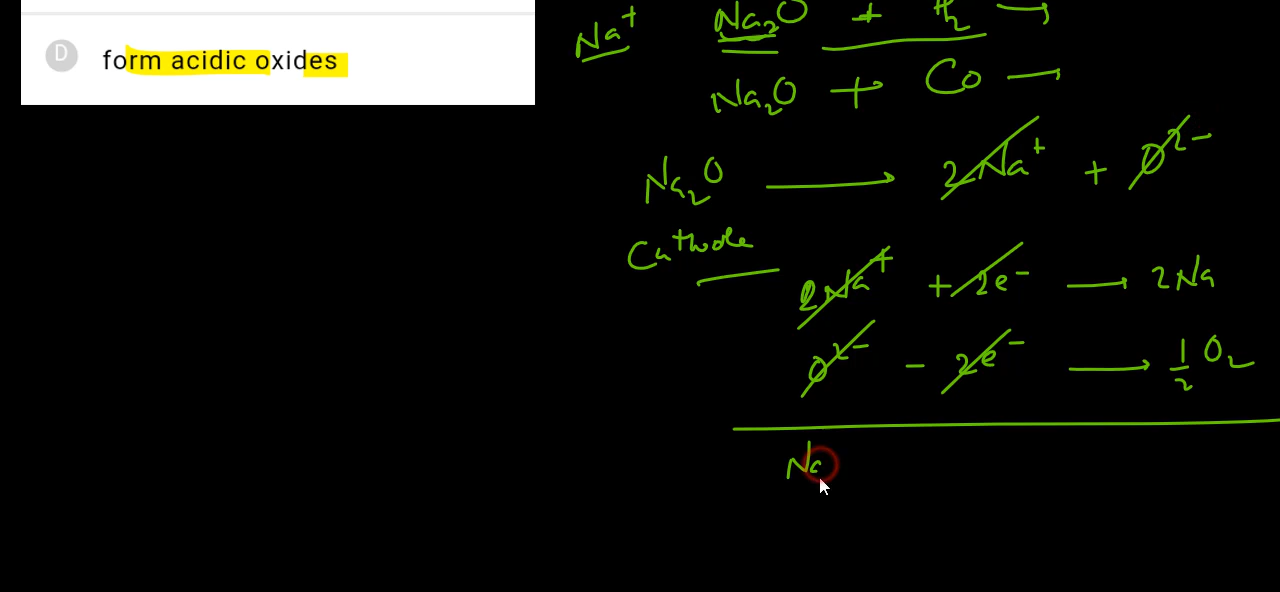 D form acidic oxides
Na⁺ Na₂O + H₂ →
Na₂O + Co →
Na₂O → 2Na⁺ + O²⁻
Cathode
2Na⁺ + 2e⁻ → 2Na
O²⁻ - 2e⁻ → 1/2 O₂
Na